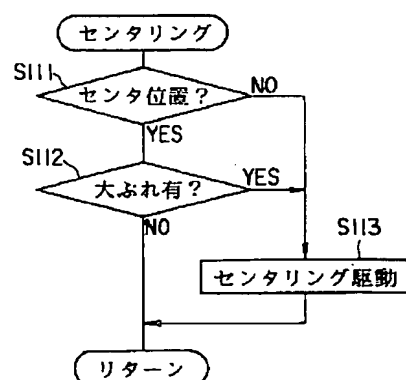 センタリング
S111
センタ位置?
NO
YES
S112
大ぶれ有?
YES
NO
S113
センタリング駆動
リターン